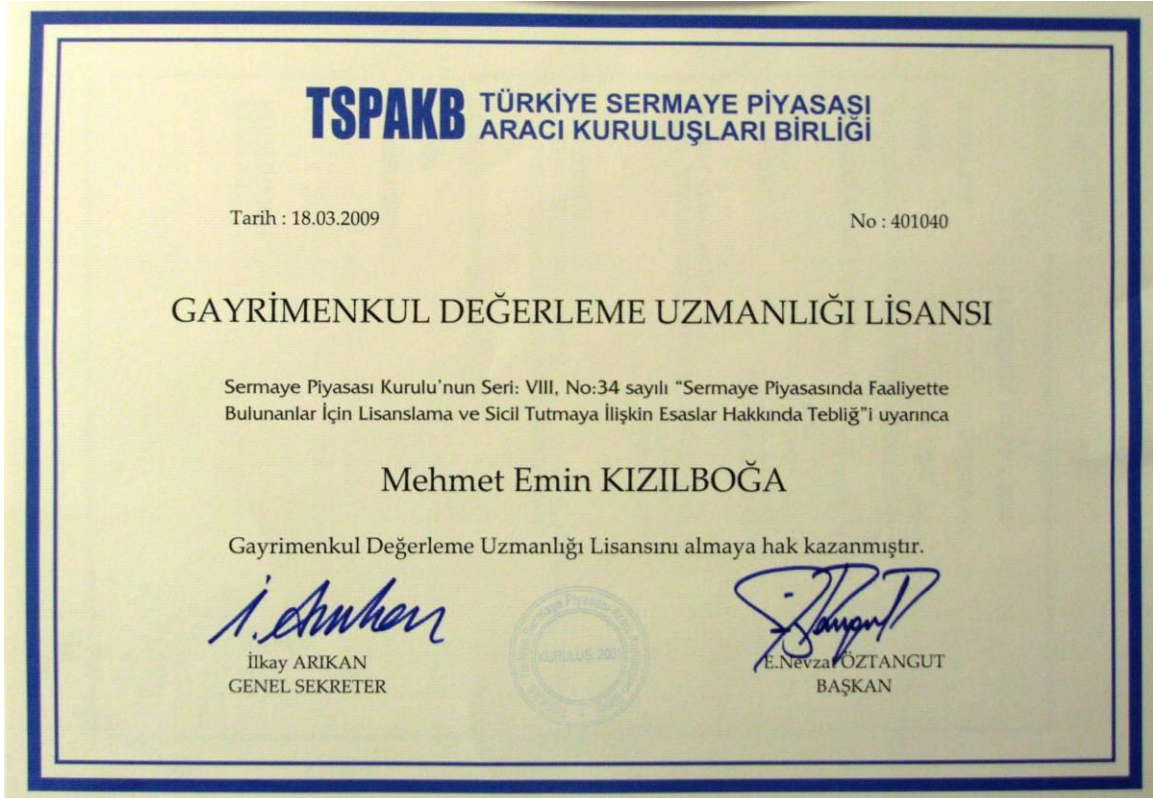 TSPAKB TÜRKİYE SERMAYE PİYASASI
ARACI KURULUŞLARI BİRLİĞİ
Tarih : 18.03.2009
No : 401040
GAYRİMENKUL DEĞERLEME UZMANLIĞI LİSANSI
Sermaye Piyasası Kurulu'nun Seri: VIII, No:34 sayılı "Sermaye Piyasasında Faaliyette
Bulunanlar İçin Lisanslama ve Sicil Tutmaya İlişkin Esaslar Hakkında Tebliğ"i uyarınca
Mehmet Emin KIZILBOĞA
Gayrimenkul Değerleme Uzmanlığı Lisansını almaya hak kazanmıştır.
İlkay ARIKAN
GENEL SEKRETER
E.Nevzat ÖZTANGUT
BAŞKAN
KURULUŞ